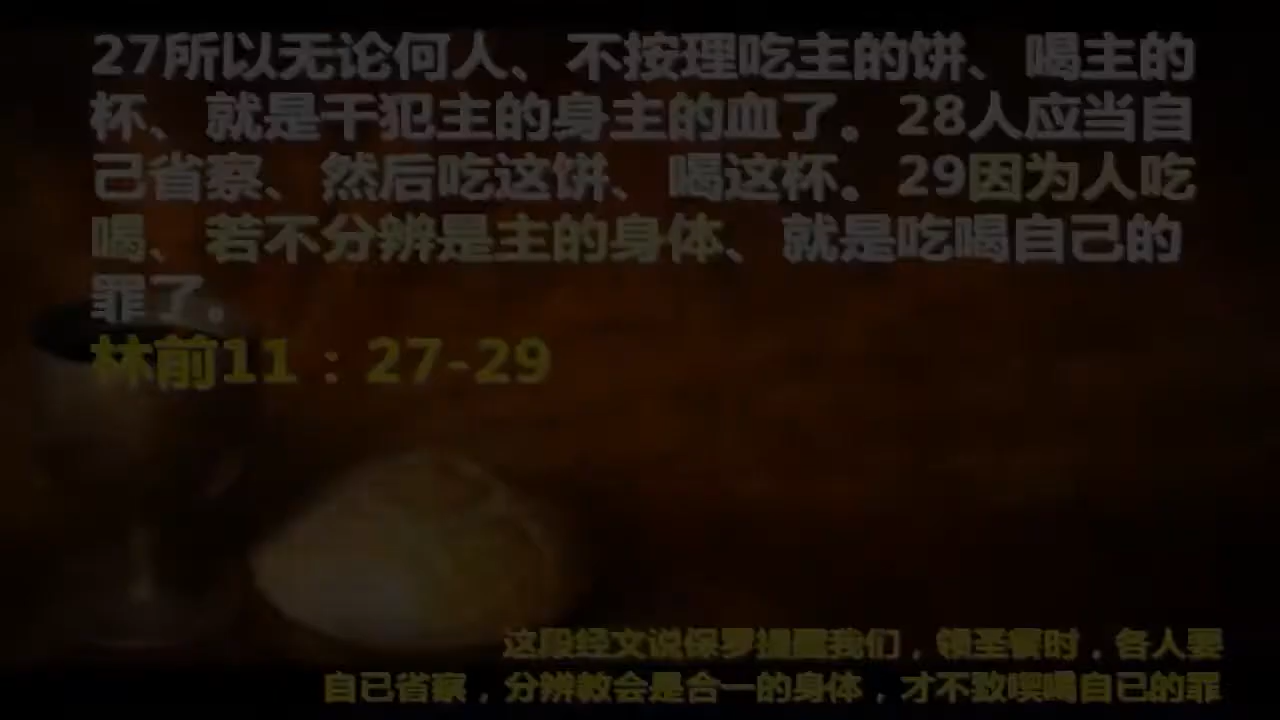 27所以无论何人、不按理吃主的饼、喝主的
杯、就是干犯主的身主的血了。28人应当自
己省察、然后吃这饼、喝这杯。29因为人吃
喝、若不分辨是主的身体、就是吃喝自己的
罪了。
林前11：27-29
这段经文说保罗提醒我们，领圣餐时，各人要
自己省察，分辨教会是合一的身体，才不致喫喝自已的罪